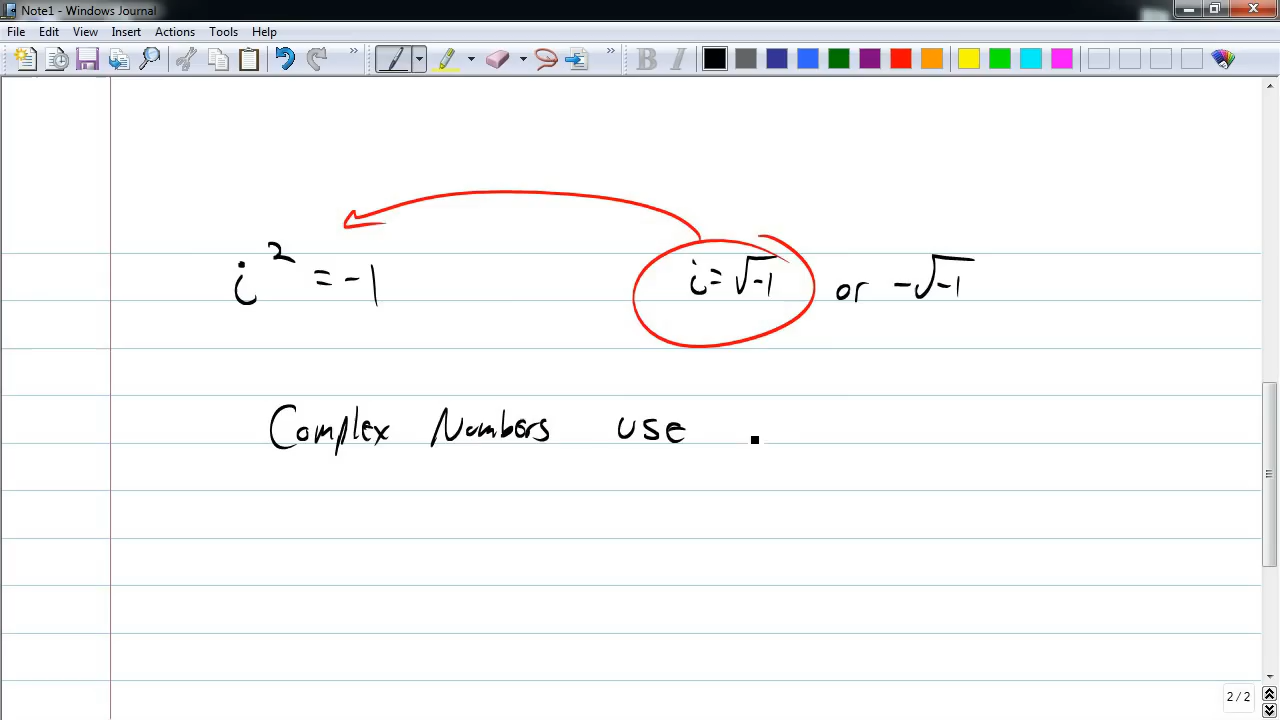 Note1 - Windows Journal
File Edit View Insert Actions Tools Help
B I
i² = -1 i = √-1 or -√-1
Complex Numbers use
2 / 2